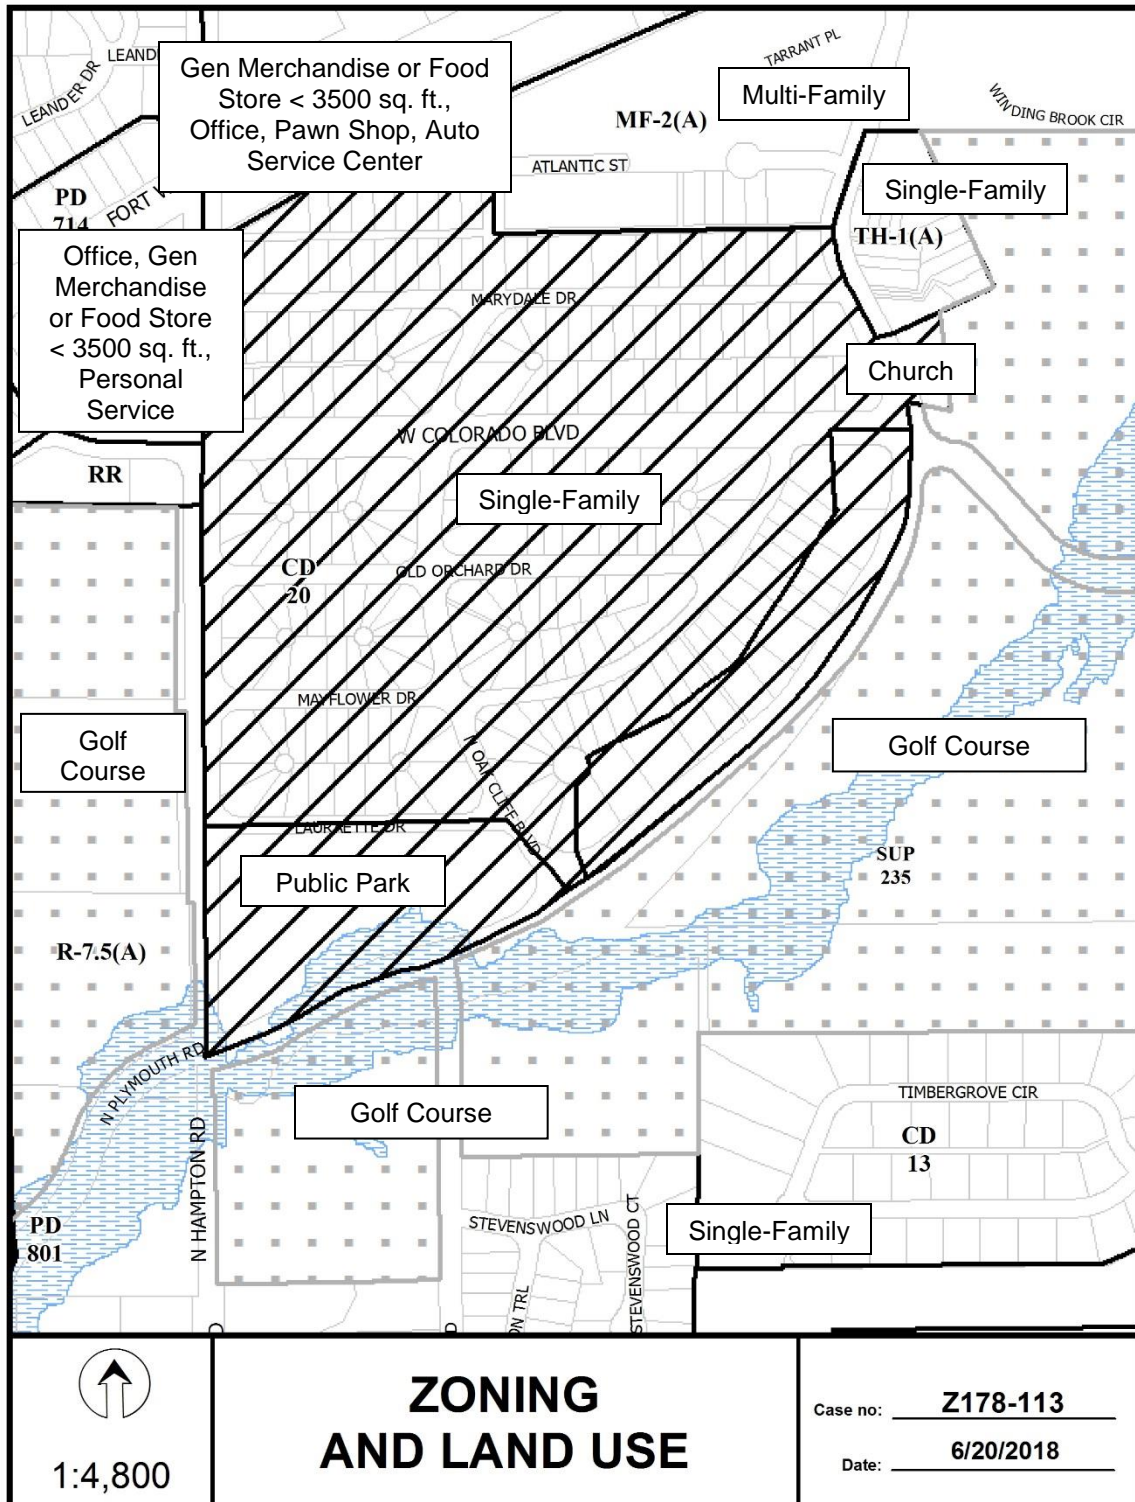 LEANDER DR
LEAND
Gen Merchandise or Food
Store < 3500 sq. ft.,
Office, Pawn Shop, Auto
Service Center
TARRANT PL
Multi-Family
MF-2(A)
WINDING BROOK CIR
ATLANTIC ST
Single-Family
TH-1(A)
PD
714
FORT
Office, Gen
Merchandise
or Food Store
< 3500 sq. ft.,
Personal
Service
MARYDALE DR
Church
W COLORADO BLVD
RR
Single-Family
CD
20
OLD ORCHARD DR
MAYFLOWER DR
Golf
Course
N OAK CLIFF BLVD
Golf Course
LAURAETTE DR
Public Park
SUP
235
R-7.5(A)
N PLYMOUTH RD
Golf Course
TIMBERGROVE CIR
CD
13
N HAMPTON RD
PD
801
STEVENSWOOD LN
STEVENSWOOD CT
Single-Family
ON TRL
D
D
1:4,800
ZONING
AND LAND USE
Case no: Z178-113
Date: 6/20/2018